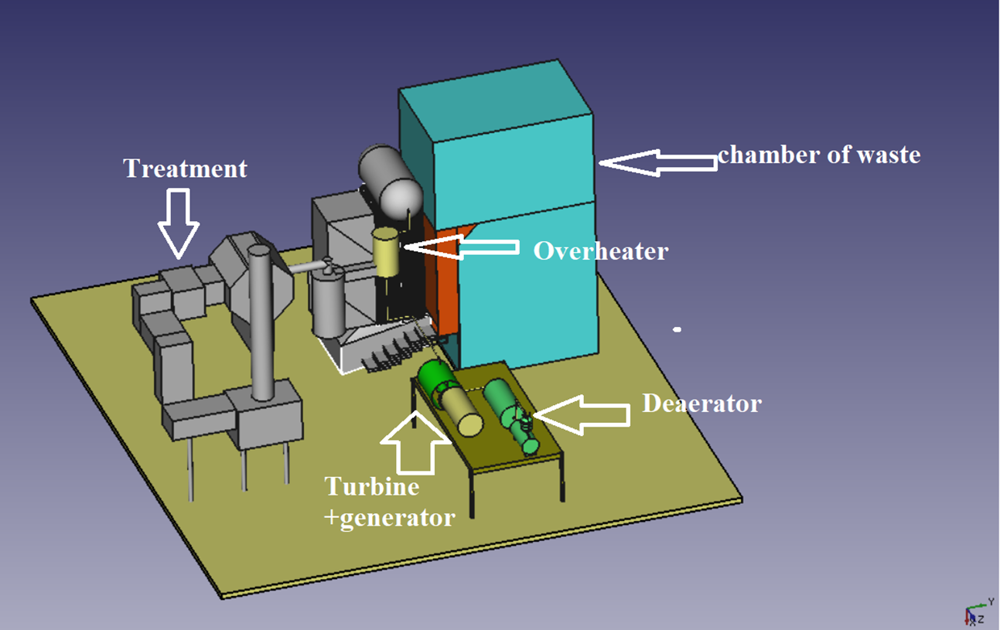 chamber of waste
Treatment
Overheater
Deaerator
Turbine
+generator
Y
X Z